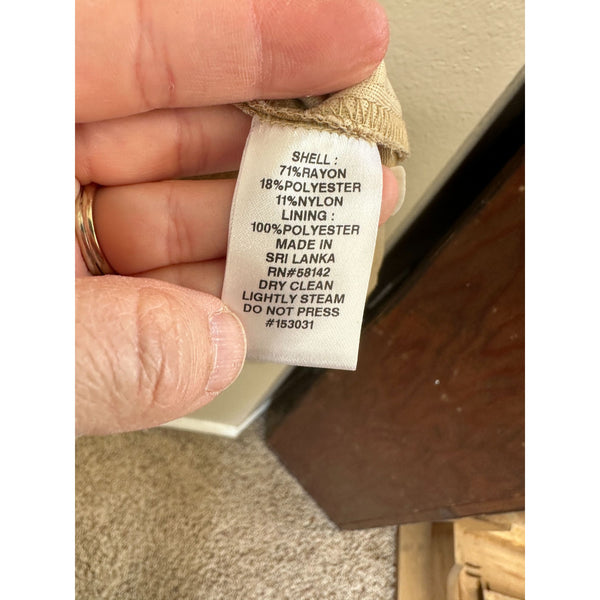 SHELL :
71%RAYON
18%POLYESTER
11%NYLON
LINING :
100%POLYESTER
MADE IN
SRI LANKA
RN#58142
DRY CLEAN
LIGHTLY STEAM
DO NOT PRESS
#153031